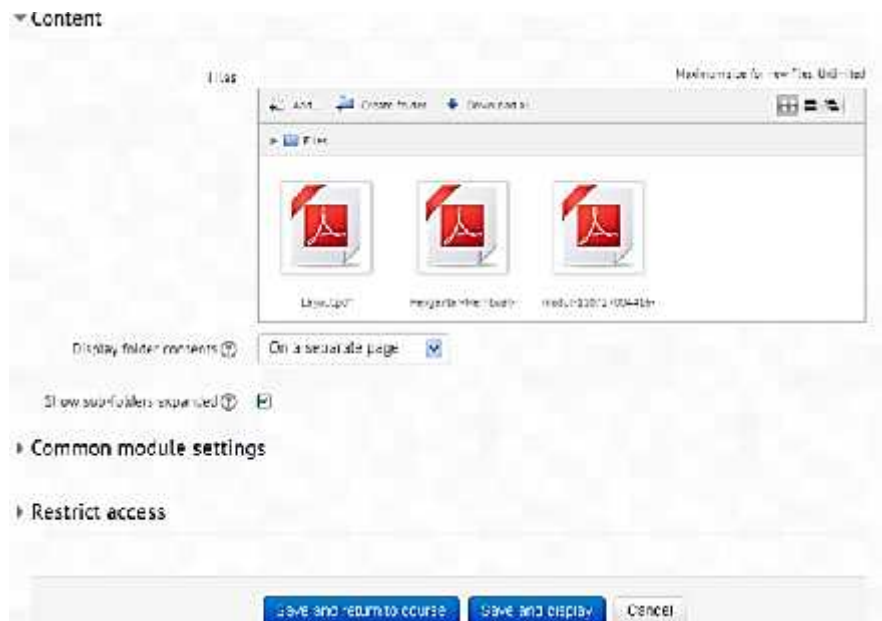 Content
Files
Maximum size for new files: Unlimited
Add Create folder Download all
Files
Layout.pdf
Display folder contents
On a separate page
Show sub-folders expanded
Common module settings
Restrict access
Save and return to course Save and display Cancel